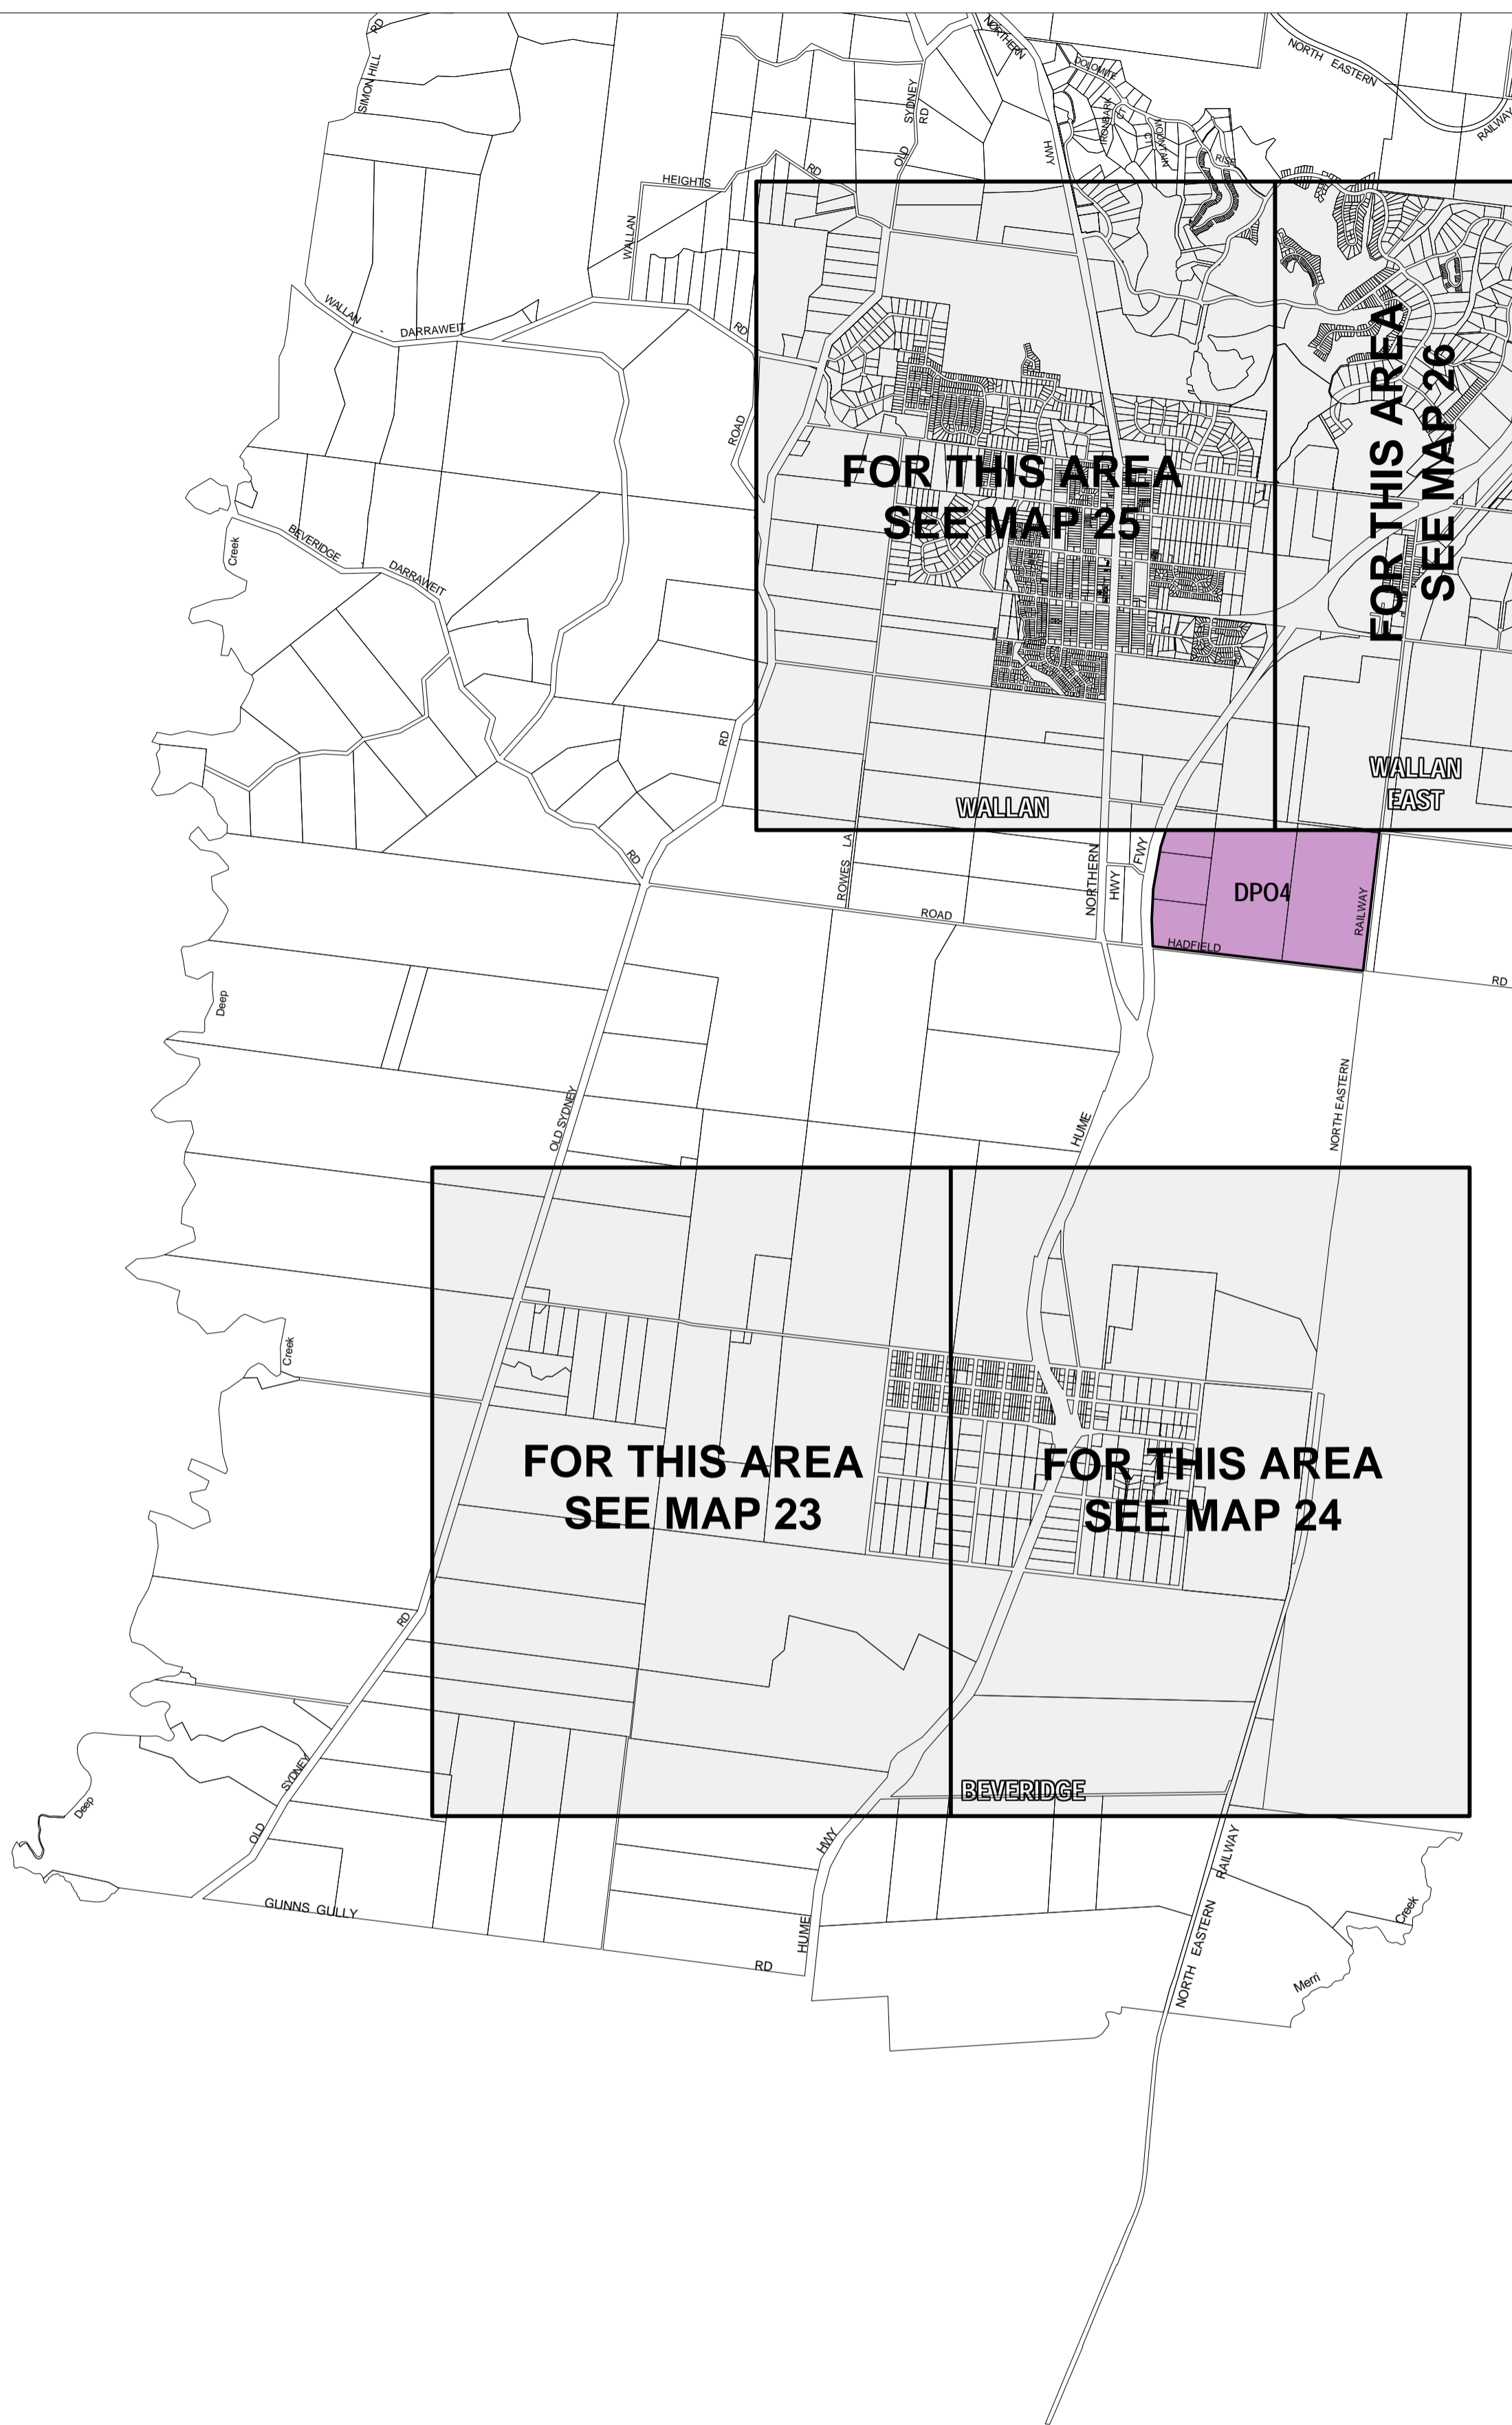 RD
SIMON HILL
NORTHERN
HWY
NORTH EASTERN
RAILWAY
DOLOMITE
IRONBARK
CT
MOUNTAIN
CT
RISE
SYDNEY
RD
OLD
HEIGHTS
RD
WALLAN
WALLAN
-
DARRAWEIT
RD
ROAD
FOR THIS AREA
SEE MAP 25
FOR THIS AREA
SEE MAP 26
Creek
BEVERIDGE
-
DARRAWEIT
RD
RD
WALLAN
WALLAN
EAST
ROWES LA
NORTHERN
HWY
FWY
DPO4
RAILWAY
HADFIELD
ROAD
RD
Deep
OLD SYDNEY
HUME
NORTH EASTERN
Creek
FOR THIS AREA
SEE MAP 23
FOR THIS AREA
SEE MAP 24
RD
SYDNEY
OLD
Deep
BEVERIDGE
HWY
HUME
GUNNS GULLY
RD
RAILWAY
NORTH EASTERN
Creek
Merri